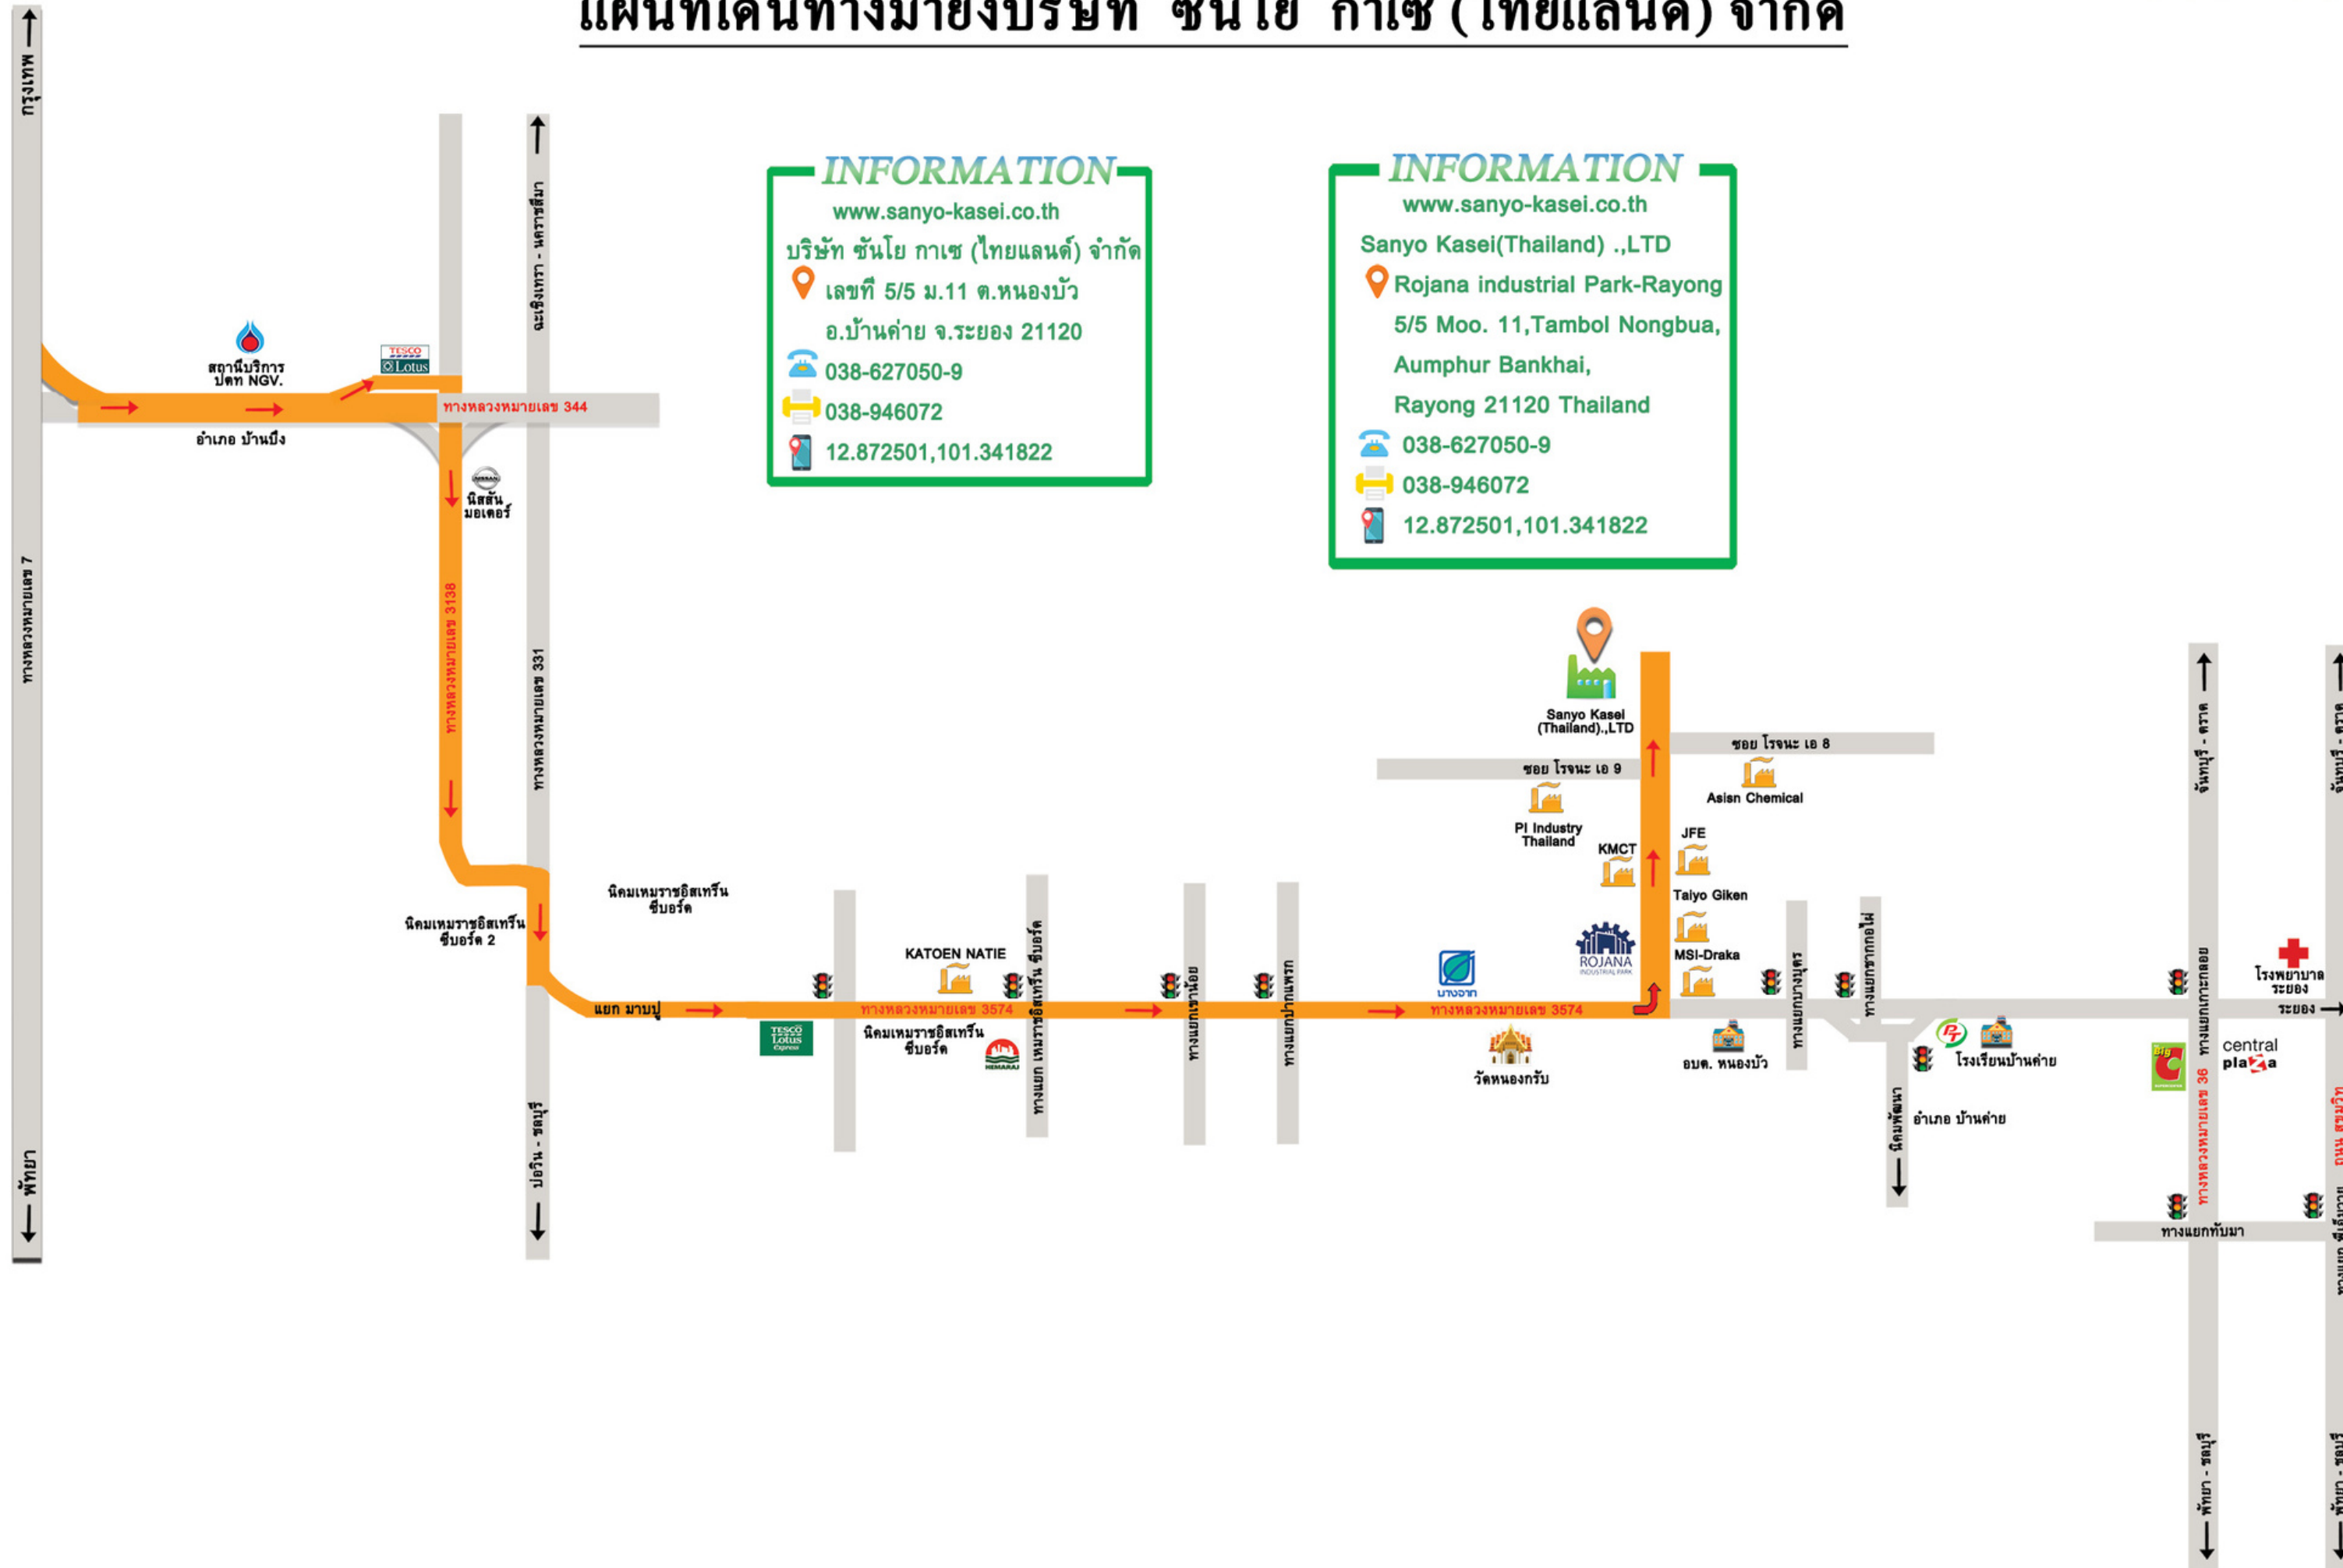 แผนที่เดินทางมายังบริษัท ซันโย กาเซ (ไทยแลนด์) จำกัด
กรุงเทพ
ทางหลวงหมายเลข 7
พัทยา
สถานีบริการ
ปตท NGV.
TESCO
Lotus
ทางหลวงหมายเลข 344
อำเภอ บ้านบึง
ฉะเชิงเทรา - นครราชสีมา
NISSAN
นิสสัน
มอเตอร์
ทางหลวงหมายเลข 3138
ทางหลวงหมายเลข 331
บ่อวิน - ชลบุรี
INFORMATION
www.sanyo-kasei.co.th
บริษัท ซันโย กาเซ (ไทยแลนด์) จำกัด
เลขที่ 5/5 ม.11 ต.หนองบัว
อ.บ้านค่าย จ.ระยอง 21120
038-627050-9
038-946072
12.872501,101.341822
INFORMATION
www.sanyo-kasei.co.th
Sanyo Kasei(Thailand) .,LTD
Rojana industrial Park-Rayong
5/5 Moo. 11,Tambol Nongbua,
Aumphur Bankhai,
Rayong 21120 Thailand
038-627050-9
038-946072
12.872501,101.341822
Sanyo Kasei
(Thailand).,LTD
ซอย โรจนะ เอ 8
ซอย โรจนะ เอ 9
Asisn Chemical
PI Industry
Thailand
JFE
KMCT
Taiyo Giken
ROJANA
INDUSTRIAL PARK
MSI-Draka
นิคมเหมราชอิสเทริ์น
ซีบอร์ด
นิคมเหมราชอิสเทริ์น
ซีบอร์ด 2
แยก มาบปู
TESCO
Lotus
express
KATOEN NATIE
ทางหลวงหมายเลข 3574
นิคมเหมราชอิสเทริ์น
ซีบอร์ด
HEMARAJ
ทางแยก เหมราชอิสเทริ์น ซีบอร์ด
ทางแยกเขาน้อย
ทางแยกปากแพรก
บางจาก
ทางหลวงหมายเลข 3574
วัดหนองกรับ
อบต. หนองบัว
ทางแยกบางบุตร
ทางแยกชากกอไผ่
PT
โรงเรียนบ้านค่าย
นิคมพัฒนา
อำเภอ บ้านค่าย
จันทบุรี - ตราด
ทางแยกเกาะกลอย
ทางหลวงหมายเลข 36
Big
C
central
plaza
โรงพยาบาล
ระยอง
ระยอง
ทางแยกทับมา
พัทยา - ชลบุรี
จันทบุรี - ตราด
ถนน สุขุมวิท
พัทยา - ชลบุรี